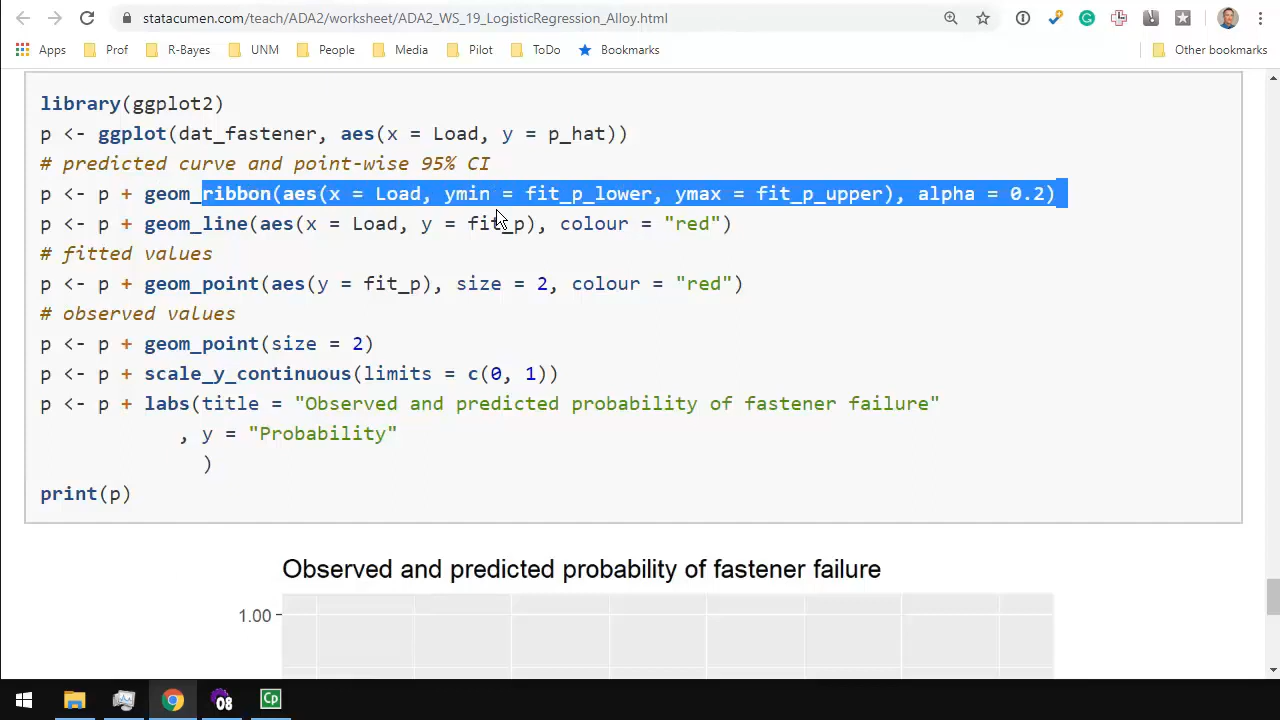 statacumen.com/teach/ADA2/worksheet/ADA2_WS_19_LogisticRegression_Alloy.html
Apps Prof R-Bayes UNM People Media Pilot ToDo Bookmarks Other bookmarks
library(ggplot2)
p <- ggplot(dat_fastener, aes(x = Load, y = p_hat))
# predicted curve and point-wise 95% CI
p <- p + geom_ribbon(aes(x = Load, ymin = fit_p_lower, ymax = fit_p_upper), alpha = 0.2)
p <- p + geom_line(aes(x = Load, y = fit_p), colour = "red")
# fitted values
p <- p + geom_point(aes(y = fit_p), size = 2, colour = "red")
# observed values
p <- p + geom_point(size = 2)
p <- p + scale_y_continuous(limits = c(0, 1))
p <- p + labs(title = "Observed and predicted probability of fastener failure"
, y = "Probability"
)
print(p)
Observed and predicted probability of fastener failure
1.00
08
Cp